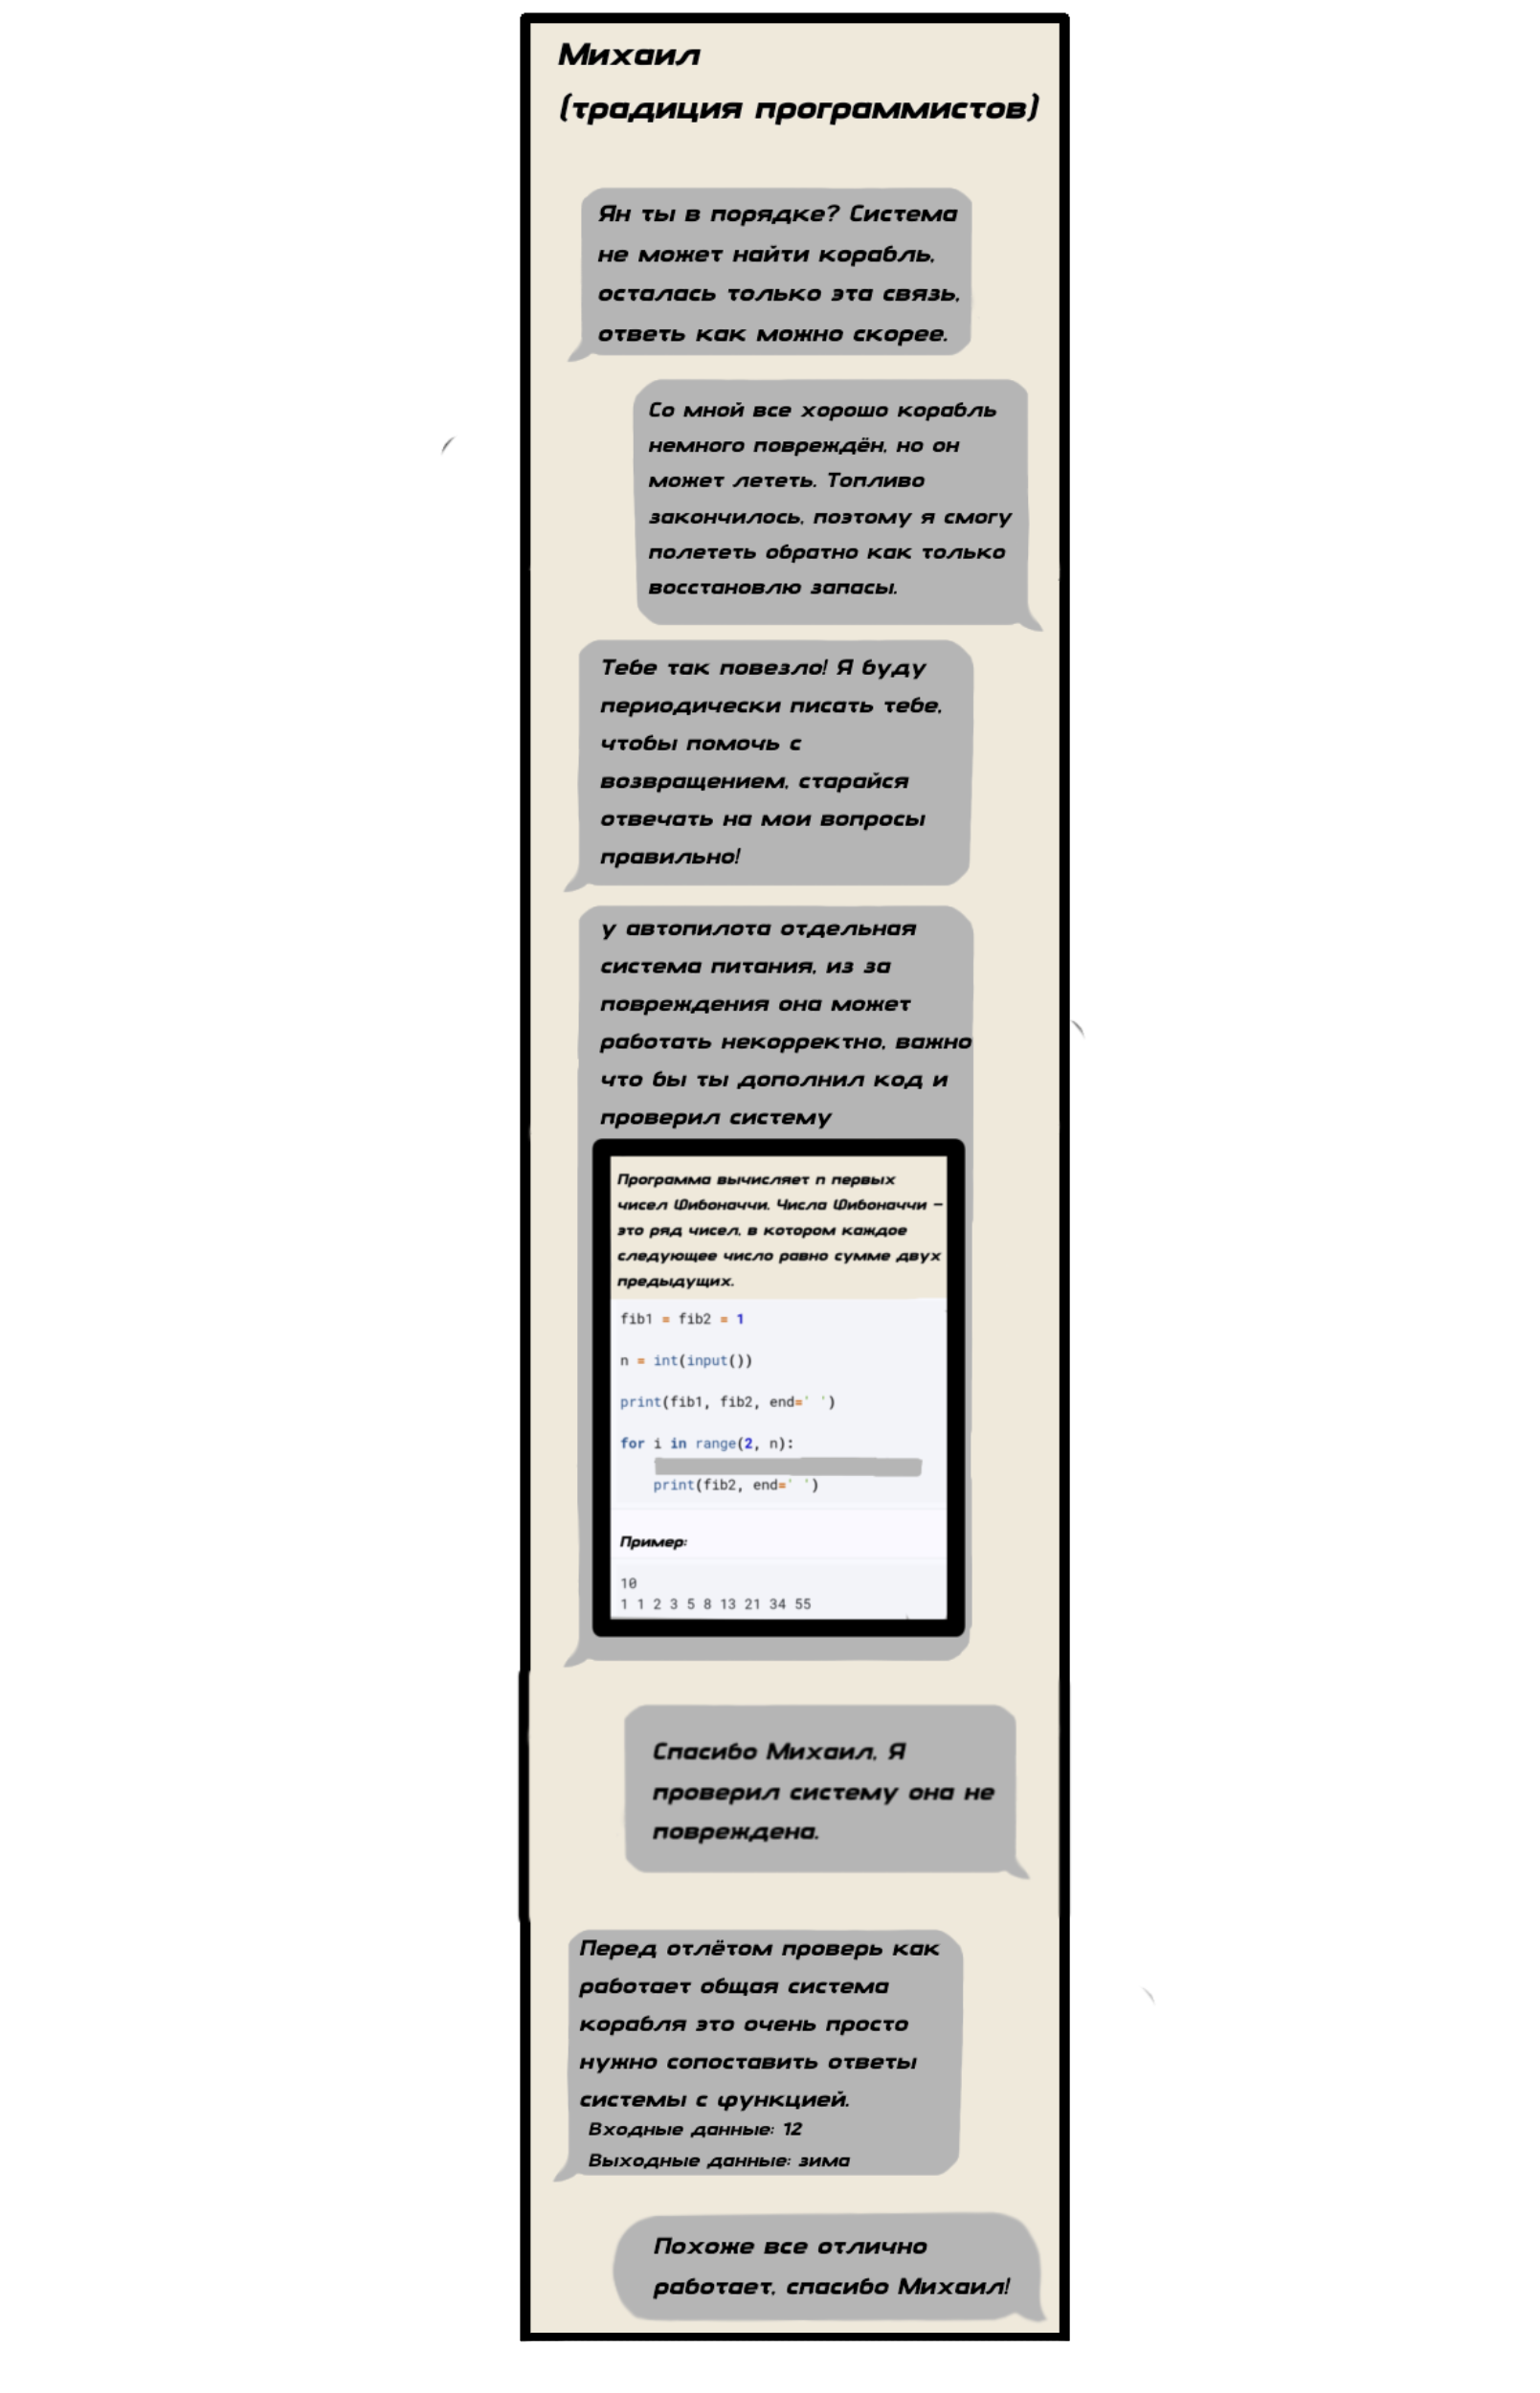 Михаил
(традиция программистов)
Ян ты в порядке? Система
не может найти корабль,
осталась только эта связь,
ответь как можно скорее.
Со мной все хорошо корабль
немного повреждён, но он
может лететь. Топливо
закончилось, поэтому я смогу
полететь обратно как только
восстановлю запасы.
Тебе так повезло! Я буду
периодически писать тебе,
чтобы помочь с
возвращением, старайся
отвечать на мои вопросы
правильно!
у автопилота отдельная
система питания, из за
повреждения она может
работать некорректно, важно
что бы ты дополнил код и
проверил систему
Программа вычисляет n первых
чисел Фибоначчи. Числа Фибоначчи –
это ряд чисел, в котором каждое
следующее число равно сумме двух
предыдущих.
fib1 = fib2 = 1
n = int(input())
print(fib1, fib2, end=' ')
for i in range(2, n):
print(fib2, end=' ')
Пример:
10
1 1 2 3 5 8 13 21 34 55
Спасибо Михаил, Я
проверил систему она не
повреждена.
Перед отлётом проверь как
работает общая система
корабля это очень просто
нужно сопоставить ответы
системы с функцией.
Входные данные: 12
Выходные данные: зима
Похоже все отлично
работает, спасибо Михаил!